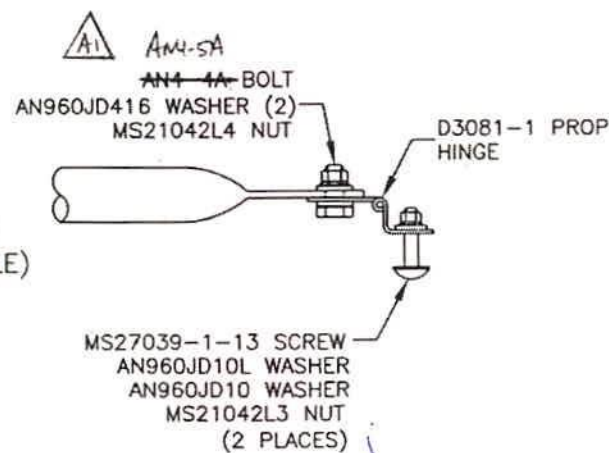 A1
AN4-5A
AN4-4A BOLT
AN960JD416 WASHER (2)
MS21042L4 NUT
D3081-1 PROP
HINGE
LE)
MS27039-1-13 SCREW
AN960JD10L WASHER
AN960JD10 WASHER
MS21042L3 NUT
(2 PLACES)